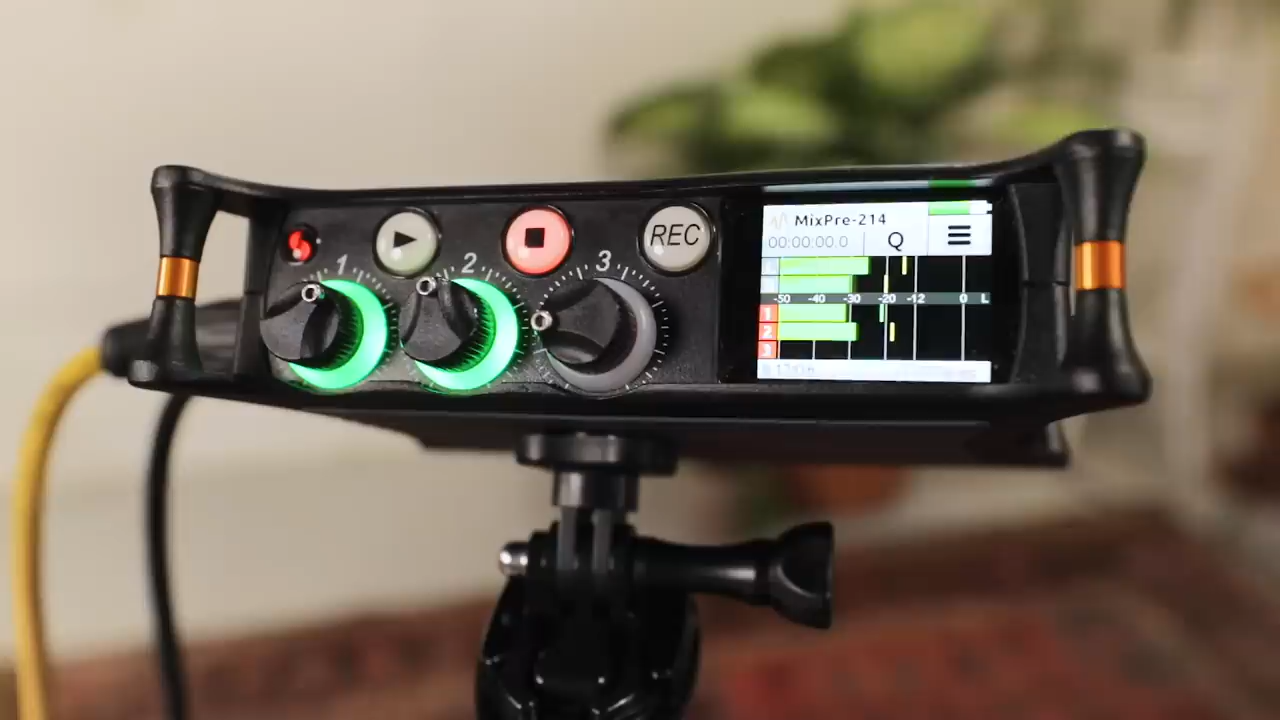 1 2 3
REC
MixPre-214
00:00:00.0
Q
-50 -40 -30 -20 -12 0 L
1
2
3